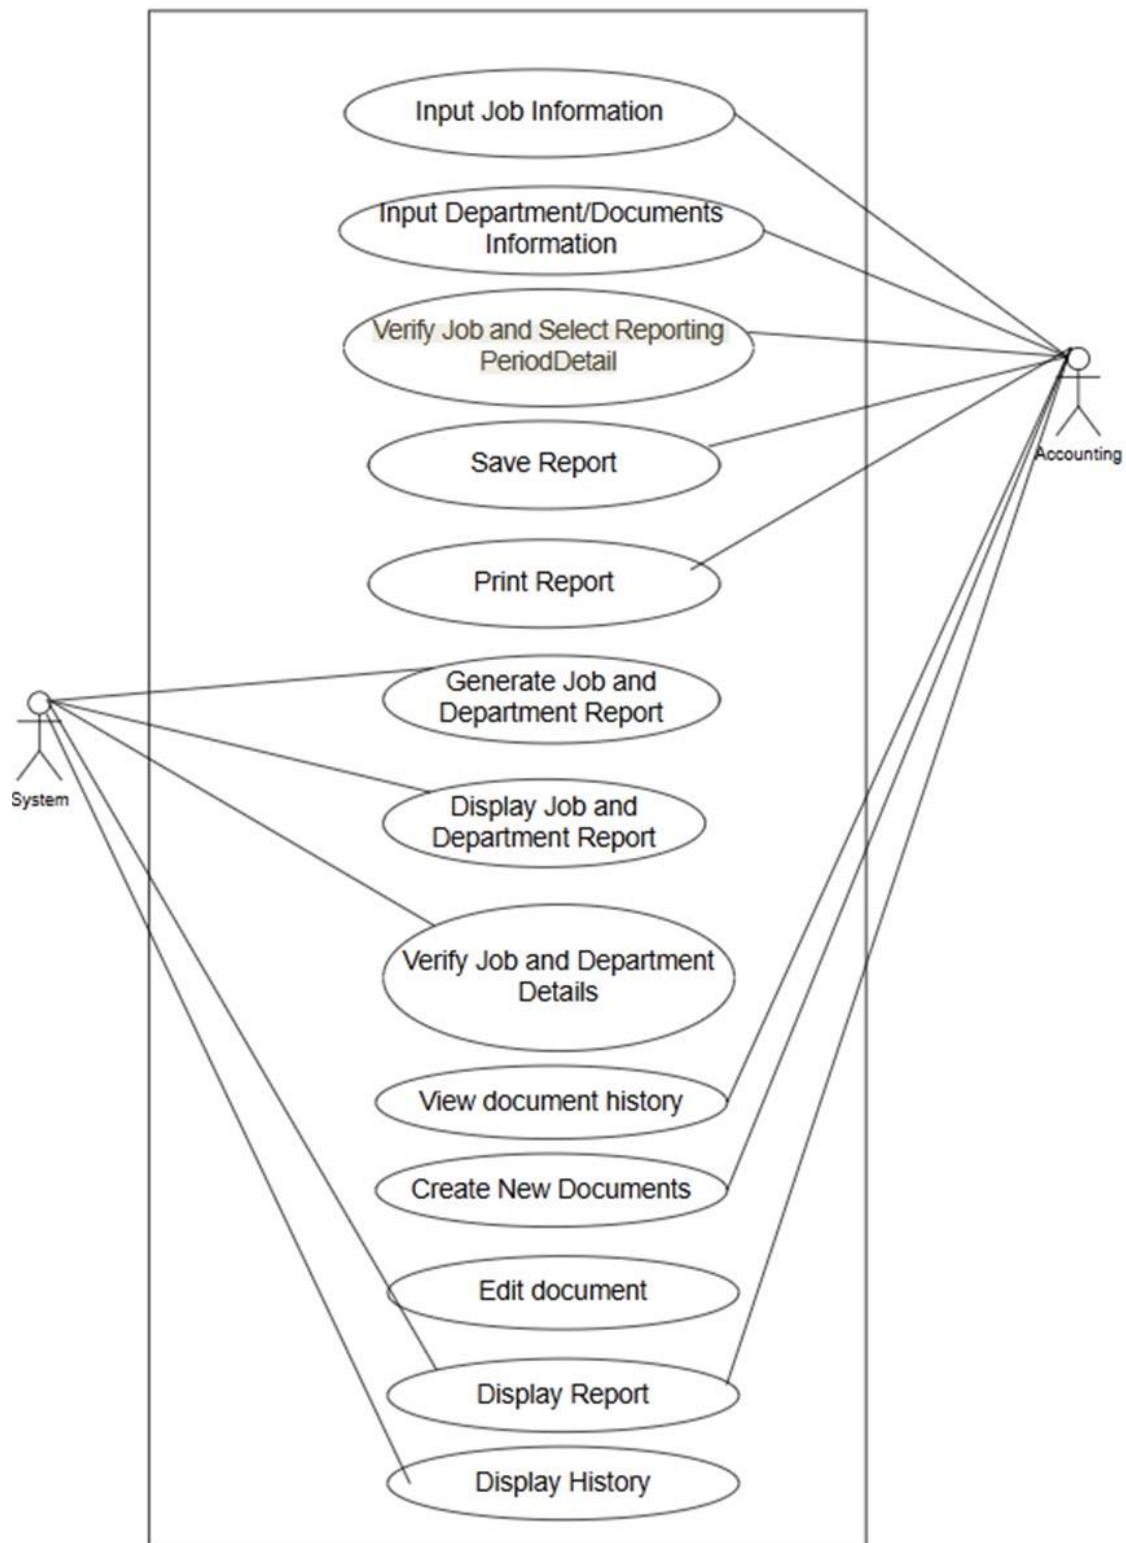 Input Job Information
Input Department/Documents
Information
Verify Job and Select Reporting
PeriodDetail
Save Report
Accounting
Print Report
Generate Job and
Department Report
System
Display Job and
Department Report
Verify Job and Department
Details
View document history
Create New Documents
Edit document
Display Report
Display History